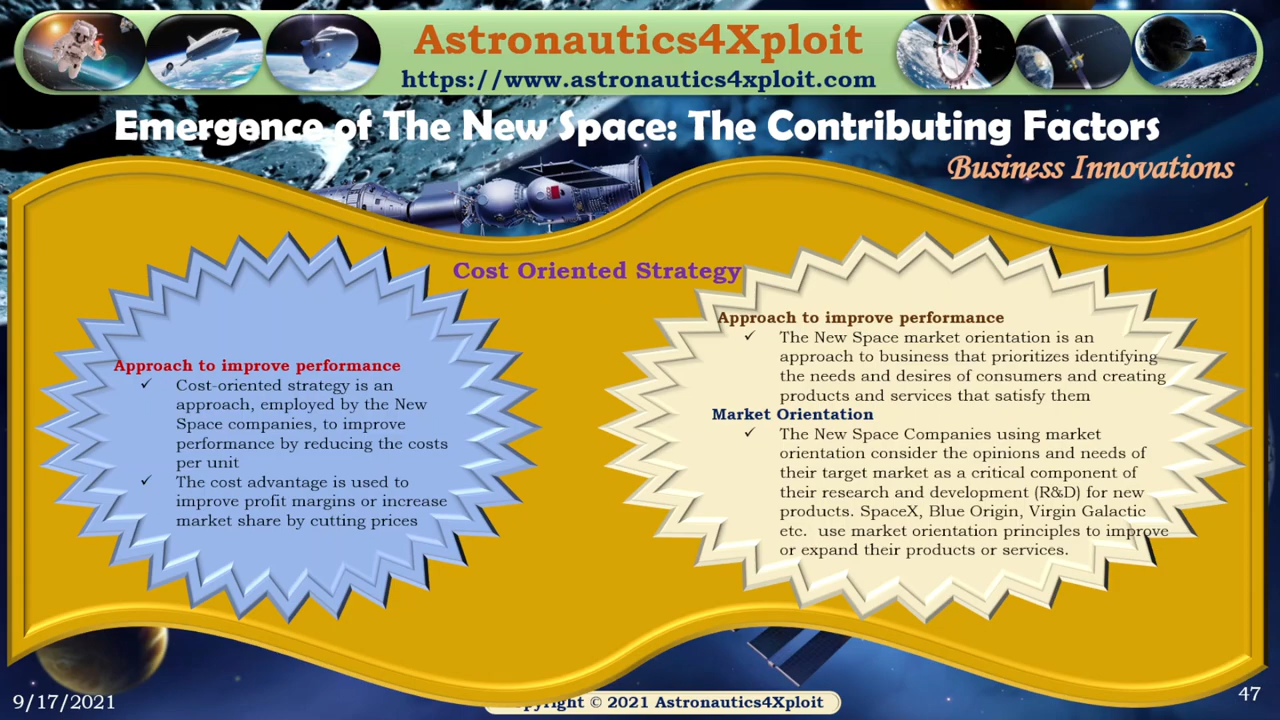 Astronautics4Xploit
https://www.astronautics4xploit.com
Emergence of The New Space: The Contributing Factors
Business Innovations
Cost Oriented Strategy
Approach to improve performance
✓ Cost-oriented strategy is an
approach, employed by the New
Space companies, to improve
performance by reducing the costs
per unit
✓ The cost advantage is used to
improve profit margins or increase
market share by cutting prices
Approach to improve performance
✓ The New Space market orientation is an
approach to business that prioritizes identifying
the needs and desires of consumers and creating
products and services that satisfy them
Market Orientation
✓ The New Space Companies using market
orientation consider the opinions and needs of
their target market as a critical component of
their research and development (R&D) for new
products. SpaceX, Blue Origin, Virgin Galactic
etc. use market orientation principles to improve
or expand their products or services.
9/17/2021
© 2021 Astronautics4Xploit
47